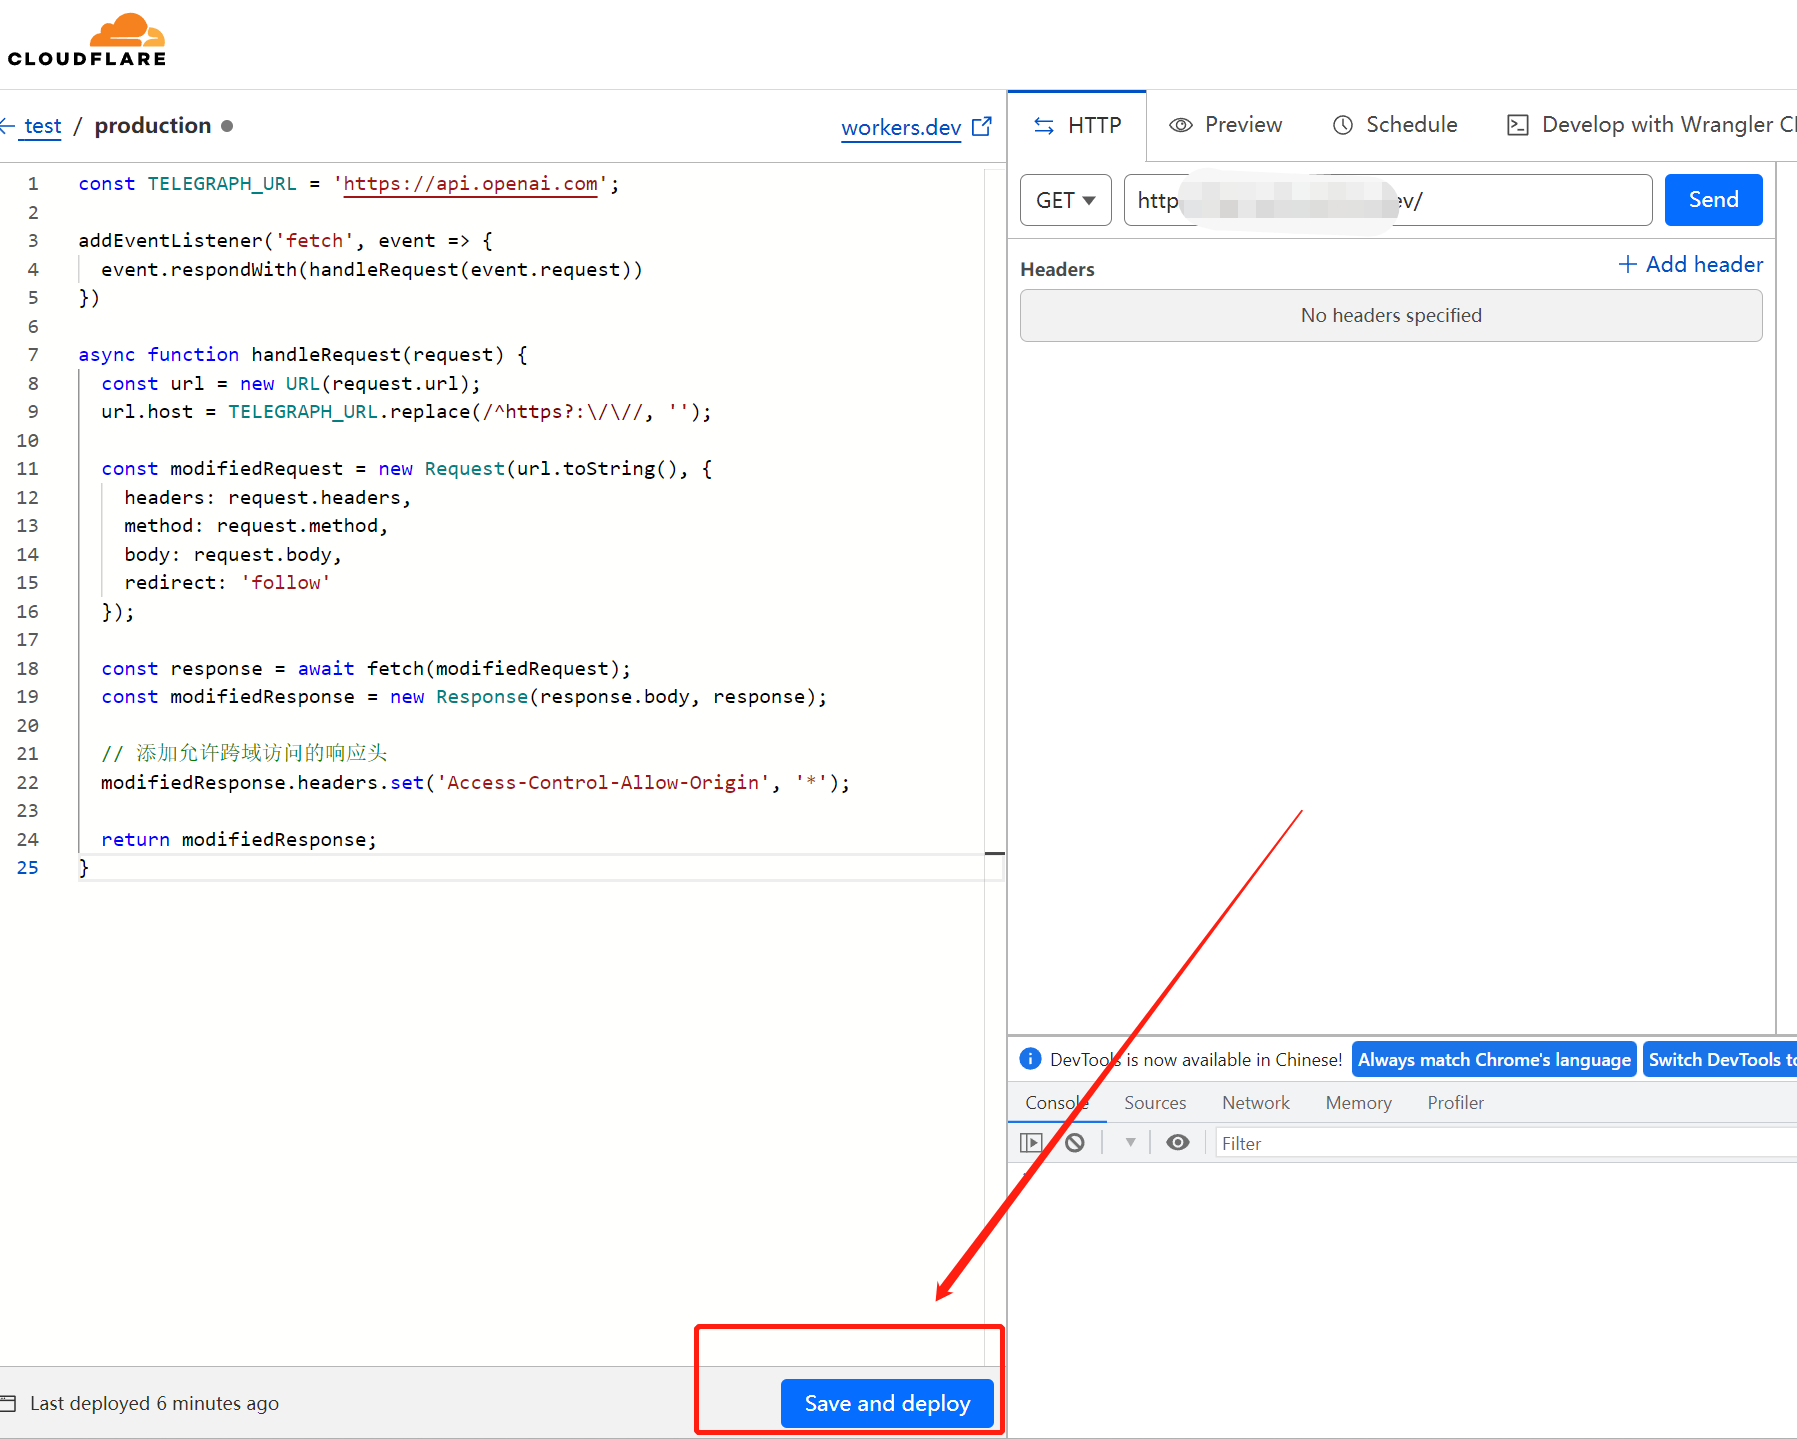 CLOUDFLARE
test / production
workers.dev
1 const TELEGRAPH_URL = 'https://api.openai.com';
2
3 addEventListener('fetch', event => {
4 event.respondWith(handleRequest(event.request))
5 })
6
7 async function handleRequest(request) {
8 const url = new URL(request.url);
9 url.host = TELEGRAPH_URL.replace(/^https?:\/\//, '');
10
11 const modifiedRequest = new Request(url.toString(), {
12 headers: request.headers,
13 method: request.method,
14 body: request.body,
15 redirect: 'follow'
16 });
17
18 const response = await fetch(modifiedRequest);
19 const modifiedResponse = new Response(response.body, response);
20
21 // 添加允许跨域访问的响应头
22 modifiedResponse.headers.set('Access-Control-Allow-Origin', '*');
23
24 return modifiedResponse;
25 }
Last deployed 6 minutes ago
Save and deploy
HTTP Preview Schedule Develop with Wrangler Cl
GET http ev/ Send
Headers + Add header
No headers specified
DevTools is now available in Chinese! Always match Chrome's language Switch DevTools to
Console Sources Network Memory Profiler
Filter